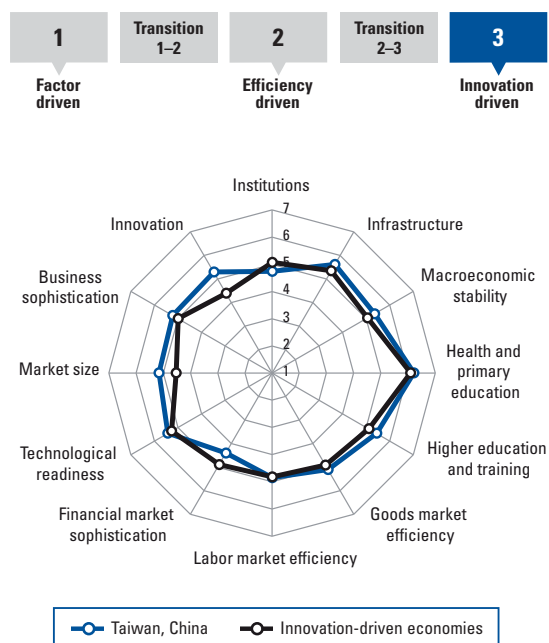 1
Transition
1–2
2
Transition
2–3
3
Factor
driven
Efficiency
driven
Innovation
driven
Institutions
7
Innovation
Infrastructure
6
5
Business
sophistication
Macroeconomic
stability
4
3
2
Market size
1
Health and
primary
education
Technological
readiness
Higher education
and training
Financial market
sophistication
Goods market
efficiency
Labor market efficiency
Taiwan, China
Innovation-driven economies